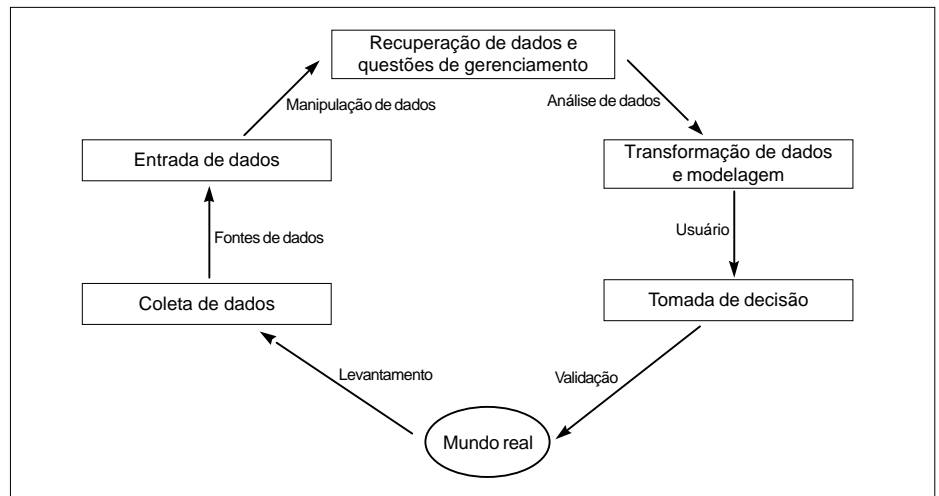 Recuperação de dados e
questões de gerenciamento
Manipulação de dados
Análise de dados
Entrada de dados
Transformação de dados
e modelagem
Fontes de dados
Usuário
Coleta de dados
Tomada de decisão
Levantamento
Validação
Mundo real